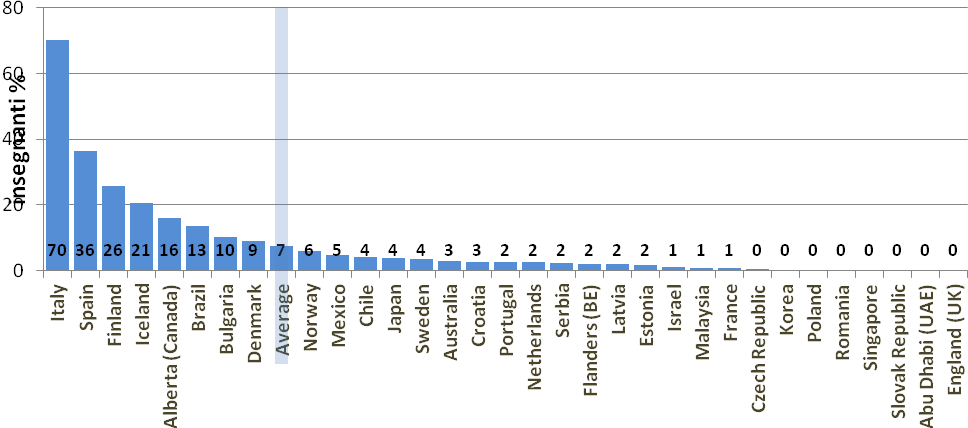 80
60
40
20
0
insegnanti %
70 36 26 21 16 13 10 9 7 6 5 4 4 4 3 3 2 2 2 2 2 2 1 1 1 0 0 0 0 0 0 0 0
Italy
Spain
Finland
Iceland
Alberta (Canada)
Brazil
Bulgaria
Denmark
Average
Norway
Mexico
Chile
Japan
Sweden
Australia
Croatia
Portugal
Netherlands
Serbia
Flanders (BE)
Latvia
Estonia
Israel
Malaysia
France
Czech Republic
Korea
Poland
Romania
Singapore
Slovak Republic
Abu Dhabi (UAE)
England (UK)